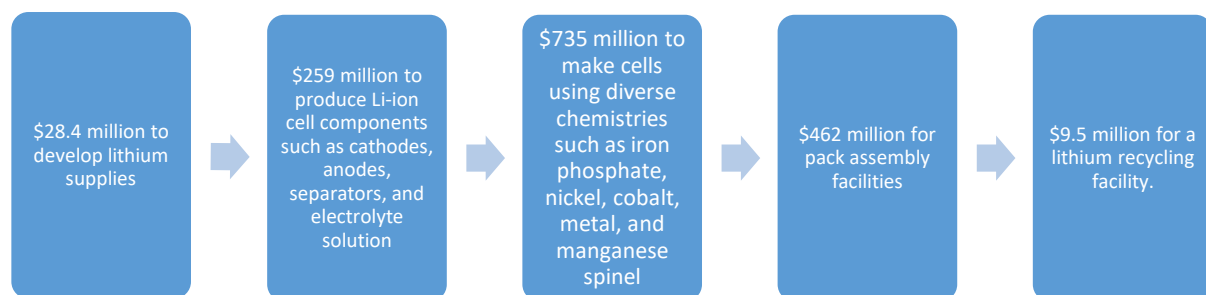 $28.4 million to
develop lithium
supplies
$259 million to
produce Li-ion
cell components
such as cathodes,
anodes,
separators, and
electrolyte
solution
$735 million to
make cells
using diverse
chemistries
such as iron
phosphate,
nickel, cobalt,
metal, and
manganese
spinel
$462 million for
pack assembly
facilities
$9.5 million for a
lithium recycling
facility.